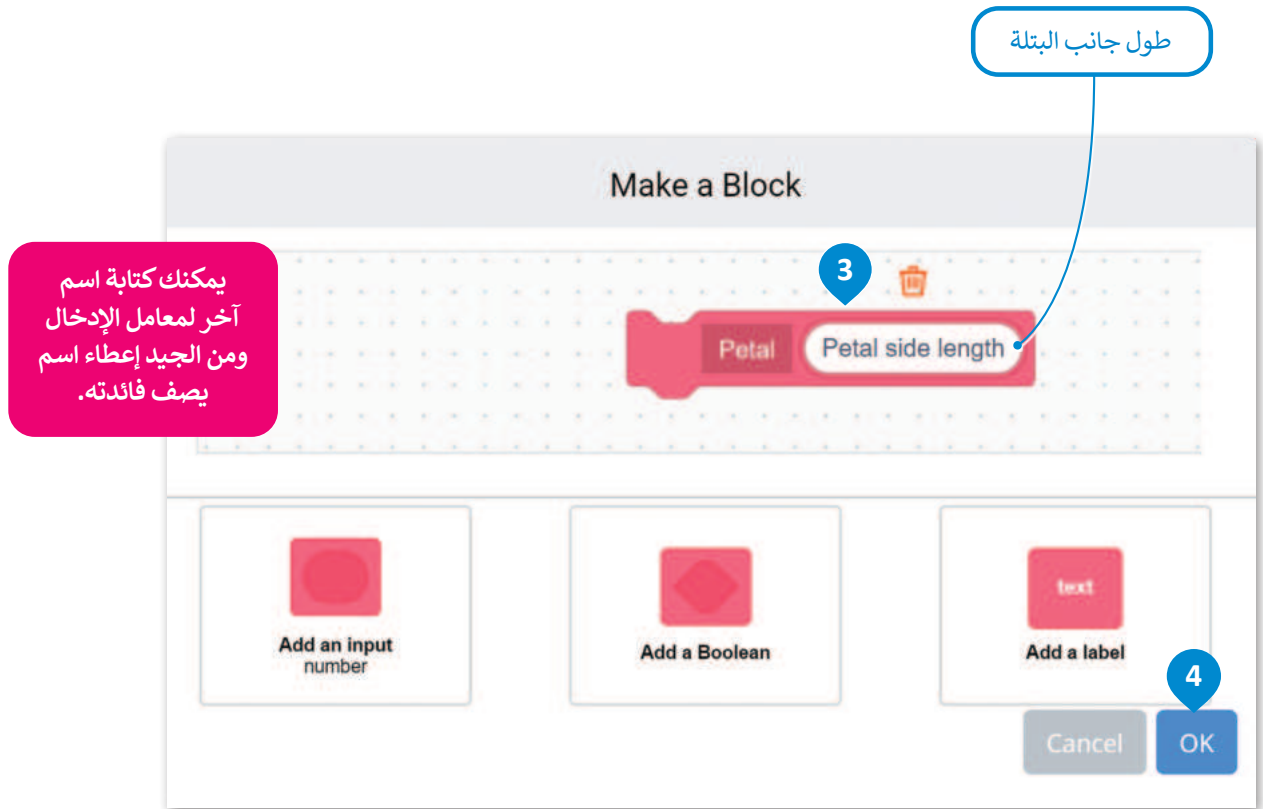 طول جانب البتلة
Make a Block
يمكنك كتابة اسم
آخر لمعامل الإدخال
ومن الجيد إعطاء اسم
يصف فائدته.
3
Petal Petal side length
text
Add an input
number
Add a Boolean
Add a label
4
Cancel OK